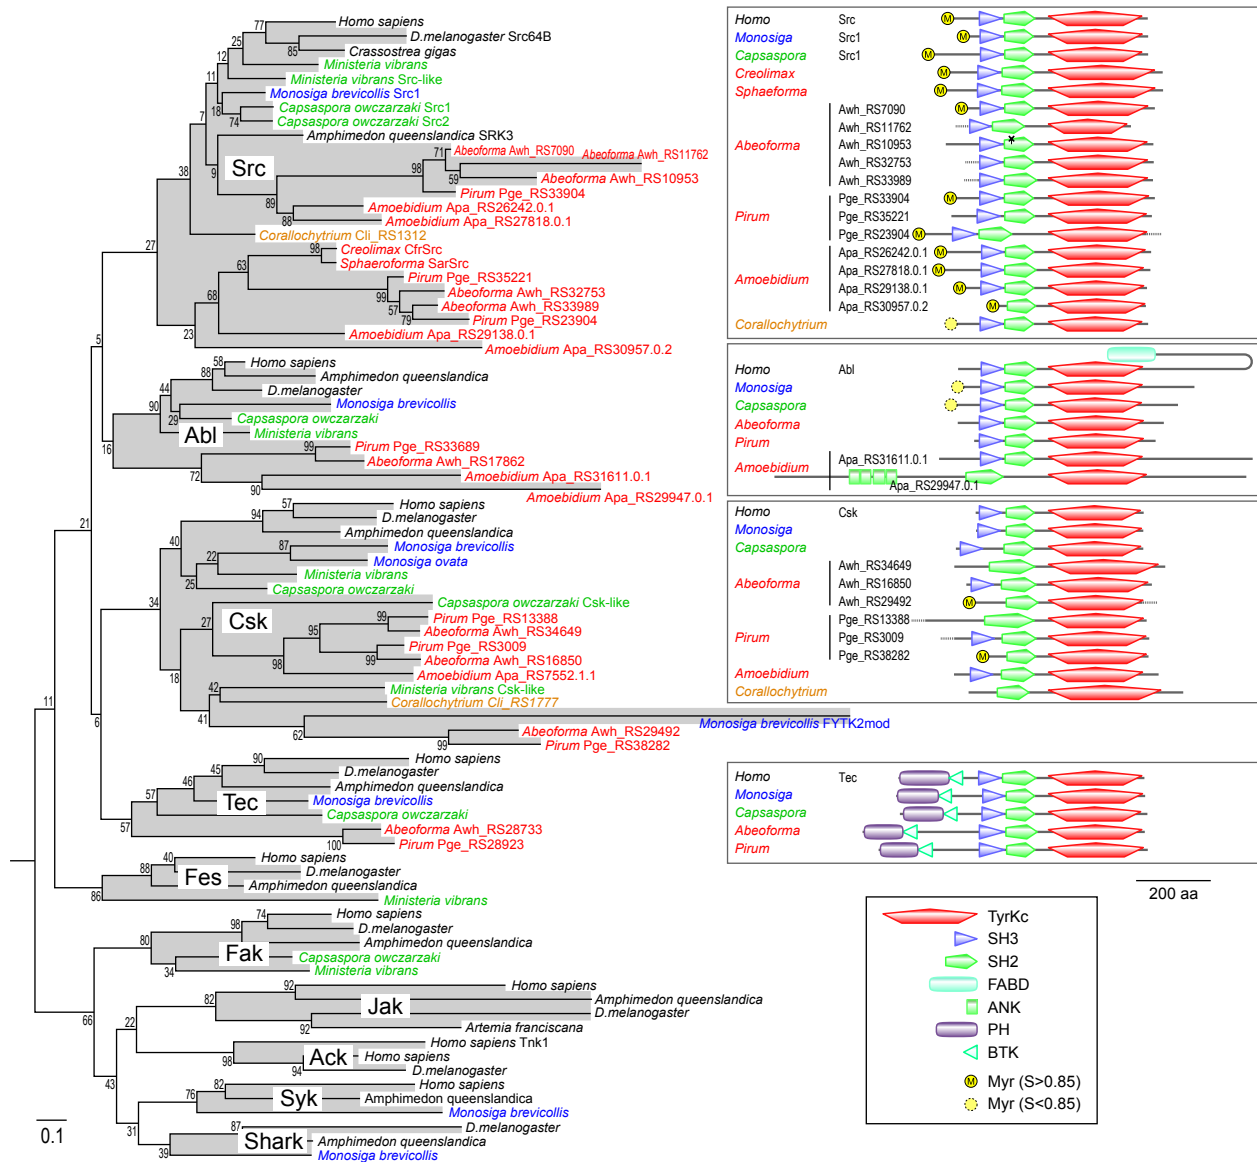 Homo sapiens
D.melanogaster Src64B
Crassostrea gigas
Ministeria vibrans
Ministeria vibrans Src-like
Monosiga brevicollis Src1
Capsaspora owczarzaki Src1
Capsaspora owczarzaki Src2
Amphimedon queenslandica SRK3
Src
Abeoforma Awh_RS7090
Abeoforma Awh_RS11762
Abeoforma Awh_RS10953
Pirum Pge_RS33904
Amoebidium Apa_RS26242.0.1
Amoebidium Apa_RS27818.0.1
Corallochytrium Cli_RS1312
Creolimax CfrSrc
Sphaeroforma SarSrc
Pirum Pge_RS35221
Abeoforma Awh_RS32753
Abeoforma Awh_RS33989
Pirum Pge_RS23904
Amoebidium Apa_RS29138.0.1
Amoebidium Apa_RS30957.0.2
77
85
25
12
11
18
74
7
9
71
59
98
89
88
38
27
98
63
99
57
79
68
23
5
Homo sapiens
Amphimedon queenslandica
D.melanogaster
Monosiga brevicollis
Capsaspora owczarzaki
Ministeria vibrans
Abl
Pirum Pge_RS33689
Abeoforma Awh_RS17862
Amoebidium Apa_RS31611.0.1
Amoebidium Apa_RS29947.0.1
58
88
44
90
29
16
99
72
90
21
Homo sapiens
D.melanogaster
Amphimedon queenslandica
Monosiga brevicollis
Monosiga ovata
Ministeria vibrans
Capsaspora owczarzaki
Capsaspora owczarzaki Csk-like
Csk
Pirum Pge_RS13388
Abeoforma Awh_RS34649
Pirum Pge_RS3009
Abeoforma Awh_RS16850
Amoebidium Apa_RS7552.1.1
Ministeria vibrans Csk-like
Corallochytrium Cli_RS1777
Monosiga brevicollis FYTK2mod
Abeoforma Awh_RS29492
Pirum Pge_RS38282
57
94
40
87
22
25
34
27
99
95
99
98
18
42
41
62
99
11
6
Homo sapiens
D.melanogaster
Amphimedon queenslandica
Tec
Monosiga brevicollis
Capsaspora owczarzaki
Abeoforma Awh_RS28733
Pirum Pge_RS28923
90
45
46
57
57
100
Homo sapiens
D.melanogaster
Fes
Amphimedon queenslandica
Ministeria vibrans
40
88
86
Homo sapiens
D.melanogaster
Amphimedon queenslandica
Fak
Capsaspora owczarzaki
Ministeria vibrans
74
98
80
34
66
Homo sapiens
Amphimedon queenslandica
Jak
D.melanogaster
Artemia franciscana
92
82
92
22
Homo sapiens Tnk1
Ack
Homo sapiens
D.melanogaster
98
94
43
Homo sapiens
Syk
Amphimedon queenslandica
Monosiga brevicollis
82
76
31
D.melanogaster
Shark
Amphimedon queenslandica
Monosiga brevicollis
87
39
0.1
Homo Src M
Monosiga Src1 M
Capsaspora Src1 M
Creolimax M
Sphaeforma M
Abeoforma
Awh_RS7090 M
Awh_RS11762
Awh_RS10953
Awh_RS32753
Awh_RS33989
Pirum
Pge_RS33904 M
Pge_RS35221
Pge_RS23904 M
Amoebidium
Apa_RS26242.0.1 M
Apa_RS27818.0.1 M
Apa_RS29138.0.1 M
Apa_RS30957.0.2 M
Corallochytrium
Homo Abl
Monosiga
Capsaspora
Abeoforma
Pirum
Amoebidium
Apa_RS31611.0.1
Apa_RS29947.0.1
Homo Csk
Monosiga
Capsaspora
Abeoforma
Awh_RS34649
Awh_RS16850
Awh_RS29492 M
Pirum
Pge_RS13388
Pge_RS3009
Pge_RS38282 M
Amoebidium
Corallochytrium
Homo Tec
Monosiga
Capsaspora
Abeoforma
Pirum
200 aa
TyrKc
SH3
SH2
FABD
ANK
PH
BTK
M Myr (S>0.85)
Myr (S<0.85)